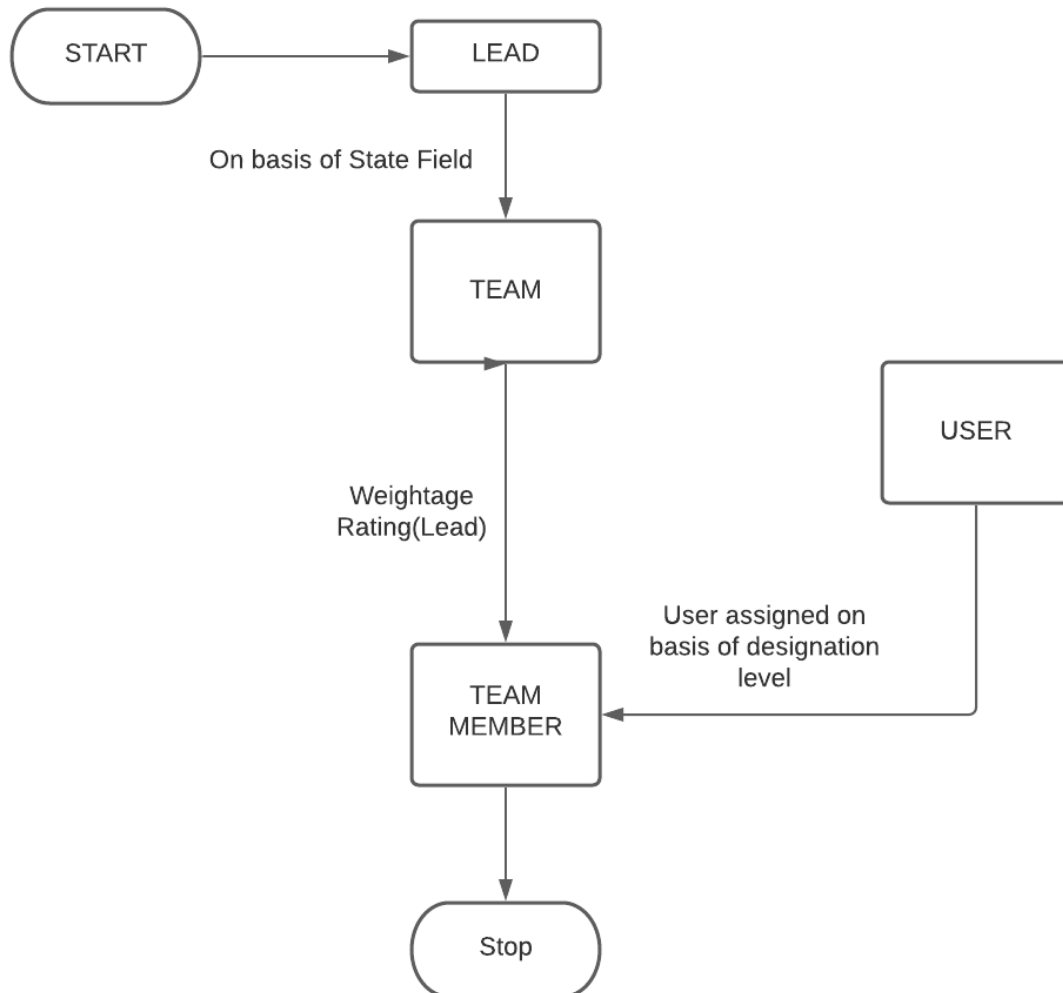 START
LEAD
On basis of State Field
TEAM
USER
Weightage
Rating(Lead)
User assigned on
basis of designation
level
TEAM
MEMBER
Stop